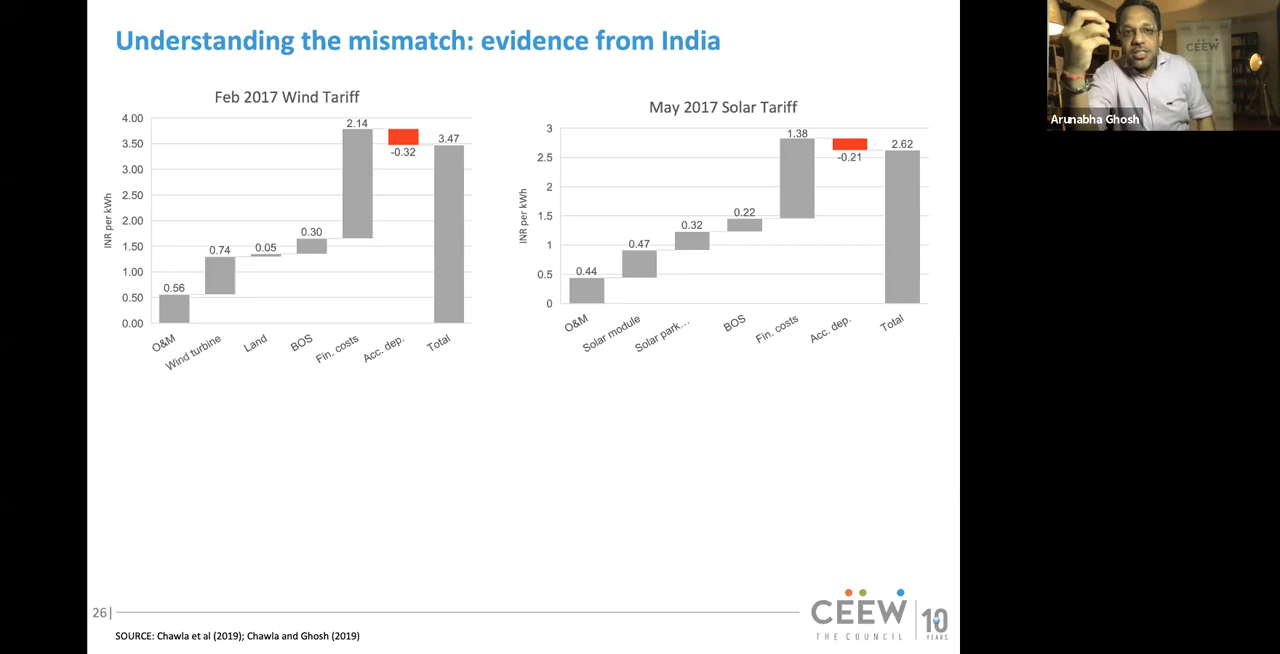 Understanding the mismatch: evidence from India
Feb 2017 Wind Tariff
INR per kWh
4.00
3.50
3.00
2.50
2.00
1.50
1.00
0.50
0.00
0.56
0.74
0.05
0.30
2.14
-0.32
3.47
O&M
Wind turbine
Land
BOS
Fin. costs
Acc. dep.
Total
May 2017 Solar Tariff
INR per kWh
3
2.5
2
1.5
1
0.5
0
0.44
0.47
0.32
0.22
1.38
-0.21
2.62
O&M
Solar module
Solar park...
BOS
Fin. costs
Acc. dep.
Total
CEEW
Arunabha Ghosh
26|
SOURCE: Chawla et al (2019); Chawla and Ghosh (2019)
CEEW
THE COUNCIL
10
YEARS